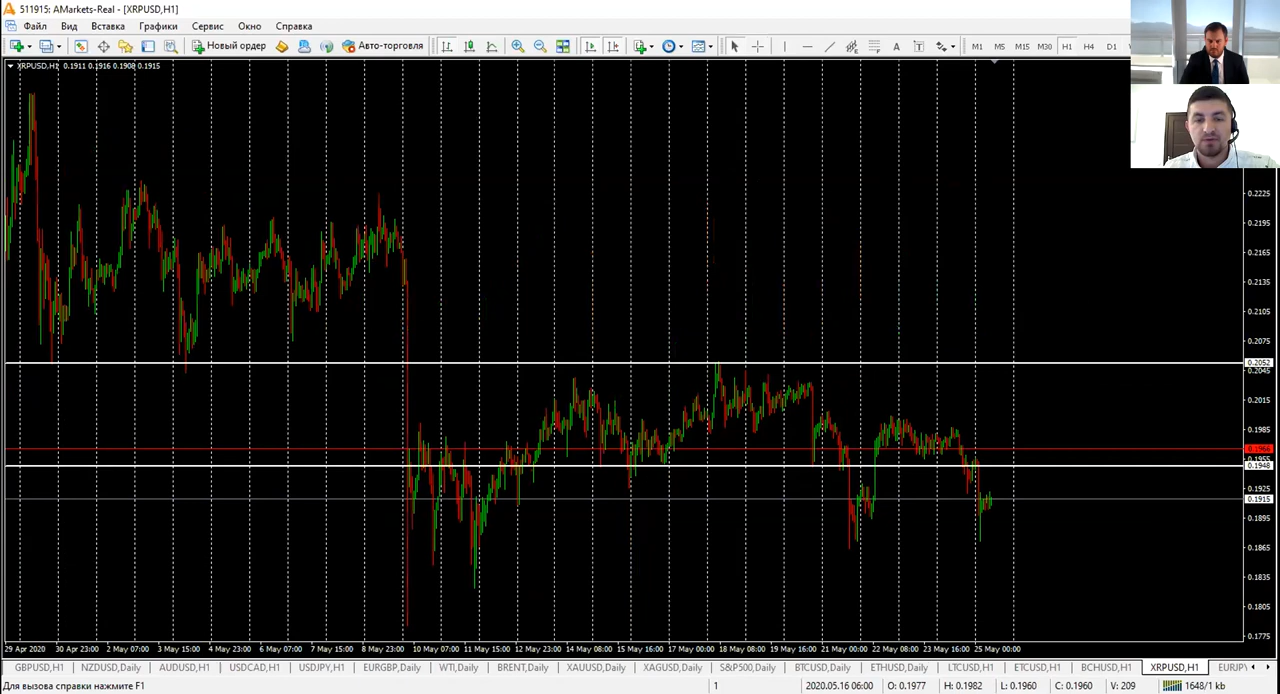 511915: AMarkets-Real - [XRPUSD,H1]
Файл Вид Вставка Графики Сервис Окно Справка
Новый ордер Авто-торговля A T M1 M5 M15 M30 H1 H4 D1
XRPUSD,H1 0.1911 0.1916 0.1908 0.1915
0.2225
0.2195
0.2165
0.2135
0.2105
0.2075
0.2052
0.2045
0.2015
0.1985
0.1966
0.1955
0.1948
0.1925
0.1915
0.1895
0.1865
0.1835
0.1805
0.1775
29 Apr 2020 30 Apr 23:00 2 May 07:00 3 May 15:00 4 May 23:00 6 May 07:00 7 May 15:00 8 May 23:00 10 May 07:00 11 May 15:00 12 May 23:00 14 May 08:00 15 May 16:00 17 May 00:00 18 May 08:00 19 May 16:00 21 May 00:00 22 May 08:00 23 May 16:00 25 May 00:00
GBPUSD,H1 NZDUSD,Daily AUDUSD,H1 USDCAD,H1 USDJPY,H1 EURGBP,Daily WTI,Daily BRENT,Daily XAUUSD,Daily XAGUSD,Daily S&P500,Daily BTCUSD,Daily ETHUSD,Daily LTCUSD,H1 ETCUSD,H1 BCHUSD,H1 XRPUSD,H1 EURJP
Для вызова справки нажмите F1 1 2020.05.16 06:00 O: 0.1977 H: 0.1982 L: 0.1960 C: 0.1960 V: 209 1648/1 kb